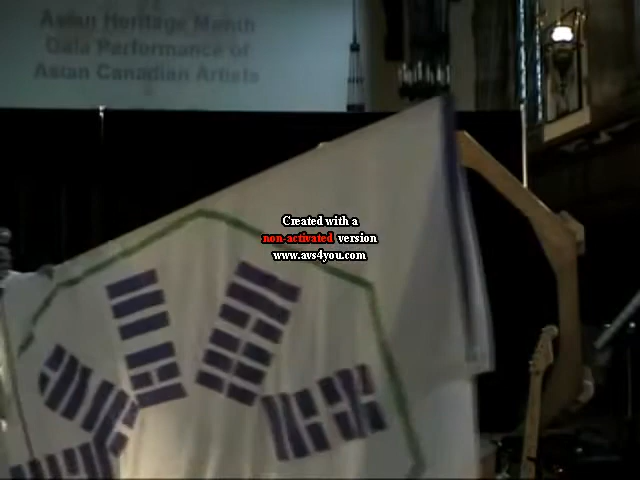 Asian Heritage Month
Gala Performance of
Asian Canadian Artists
Created with a
non-activated version
www.avs4you.com